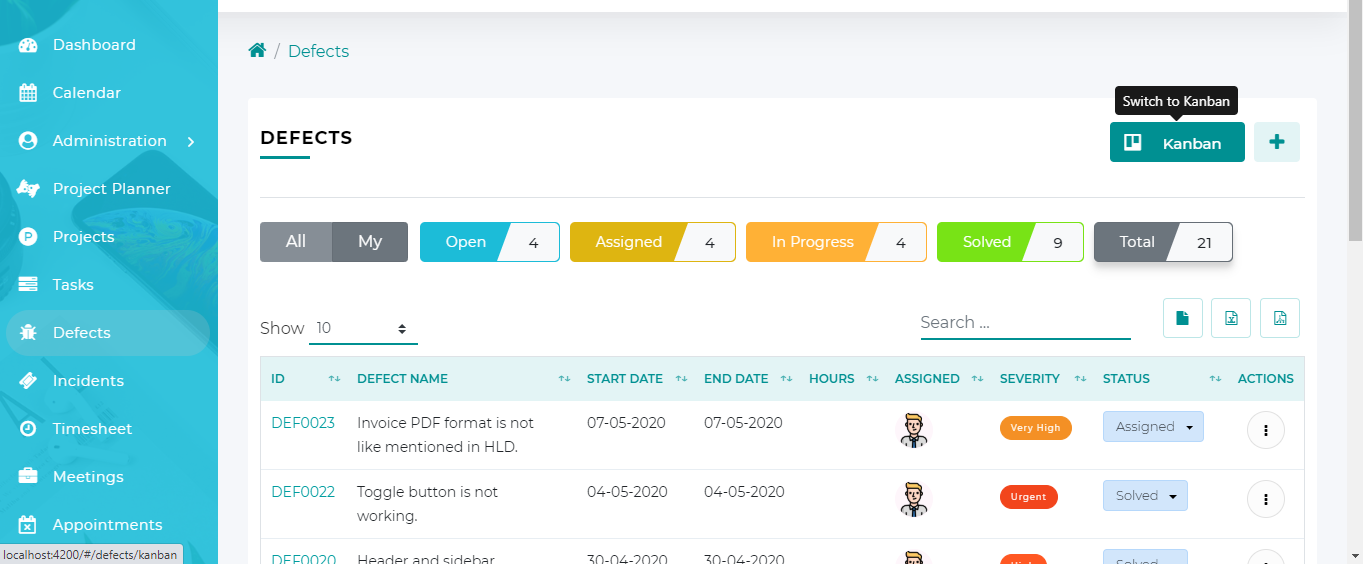 Dashboard
Calendar
Administration
Project Planner
Projects
Tasks
Defects
Incidents
Timesheet
Meetings
Appointments
localhost:4200/#/defects/kanban
/ Defects
Switch to Kanban
DEFECTS
Kanban
All My Open 4 Assigned 4 In Progress 4 Solved 9 Total 21
Show 10 Search ...
ID DEFECT NAME START DATE END DATE HOURS ASSIGNED SEVERITY STATUS ACTIONS
DEF0023 Invoice PDF format is not 07-05-2020 07-05-2020 Very High Assigned
like mentioned in HLD.
DEF0022 Toggle button is not 04-05-2020 04-05-2020 Urgent Solved
working.
DEF0020 Header and sidebar 30-04-2020 30-04-2020 High Solved